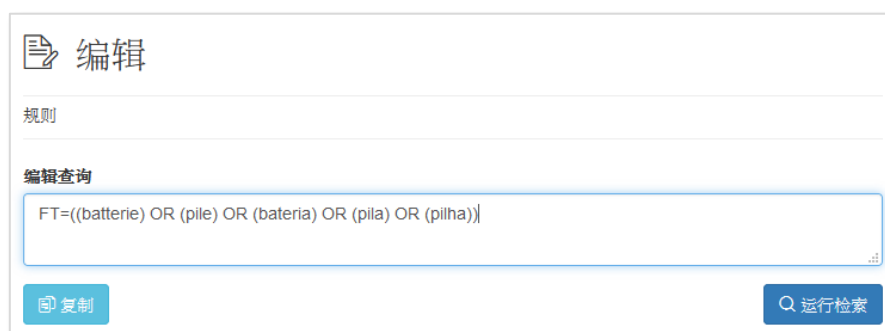 编辑
规则
编辑查询
FT=((batterie) OR (pile) OR (bateria) OR (pila) OR (pilha))
复制
运行检索